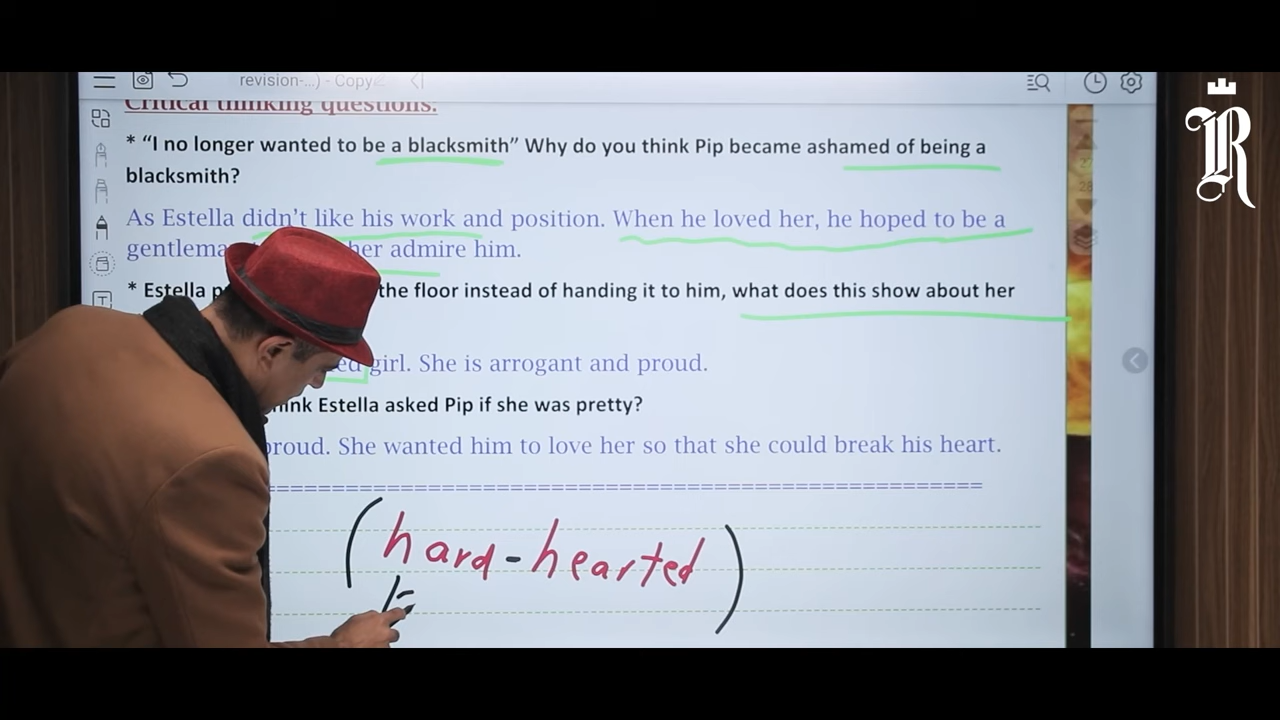 revision-...) - Copy
Critical thinking questions.
* “I no longer wanted to be a blacksmith” Why do you think Pip became ashamed of being a
blacksmith?
As Estella didn’t like his work and position. When he loved her, he hoped to be a
gentlema her admire him.
* Estella p the floor instead of handing it to him, what does this show about her
ed girl. She is arrogant and proud.
hink Estella asked Pip if she was pretty?
proud. She wanted him to love her so that she could break his heart.
(hard-hearted)
R